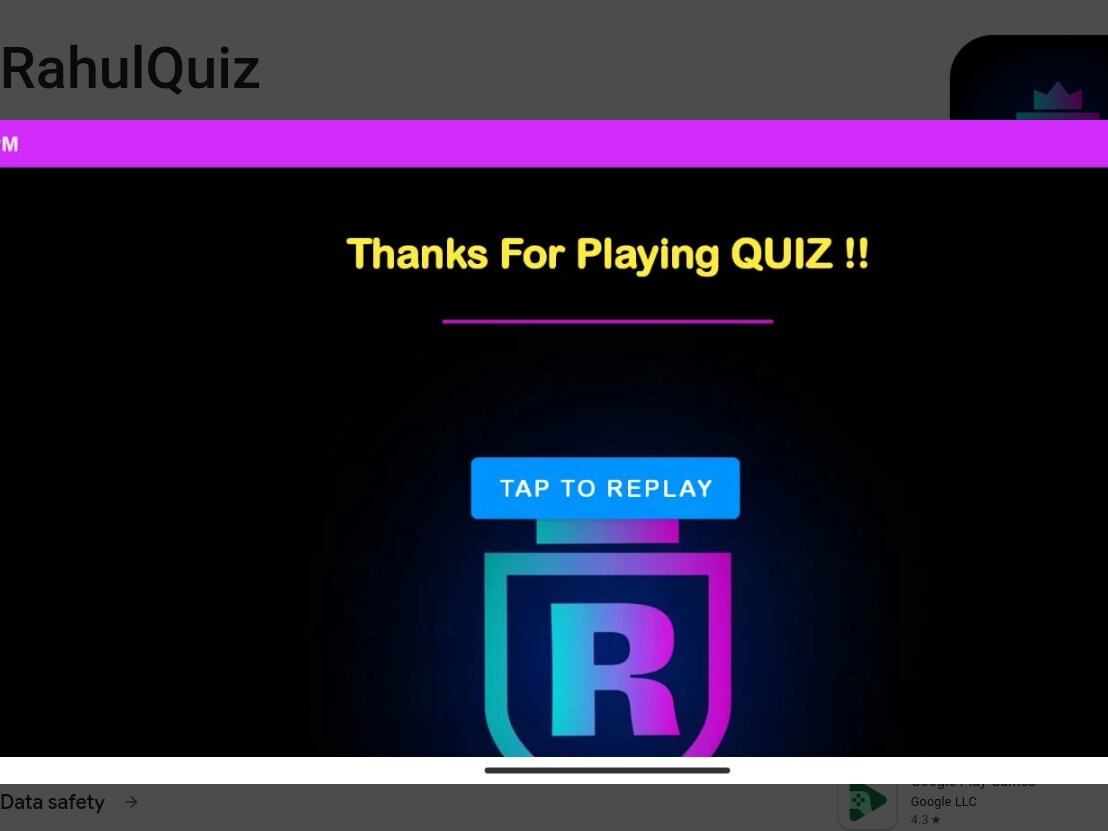 RahulQuiz
M
Thanks For Playing QUIZ !!
TAP TO REPLAY
R
Data safety
Google Play Games
Google LLC
4.3★